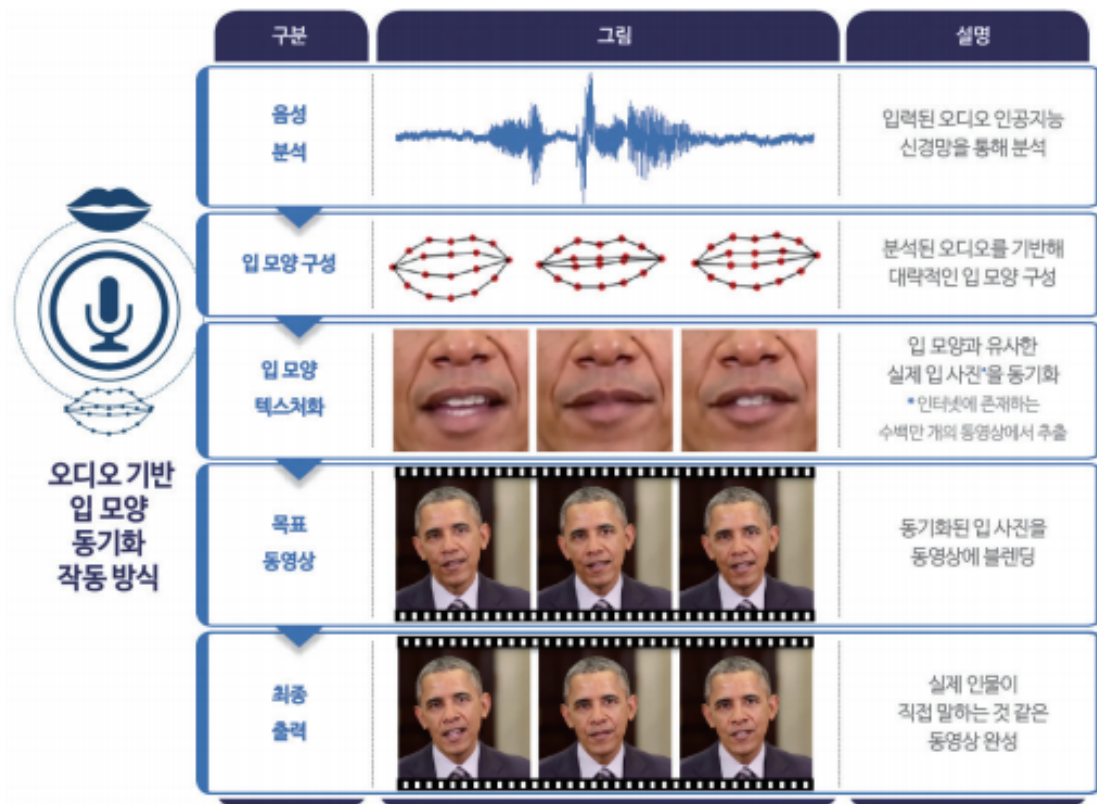 구분
그림
설명
음성
분석
입력된 오디오 인공지능
신경망을 통해 분석
입 모양 구성
분석된 오디오를 기반해
대략적인 입 모양 구성
입 모양
텍스처화
입 모양과 유사한
실제 입 사진*을 동기화
* 인터넷에 존재하는
수백만 개의 동영상에서 추출
목표
동영상
동기화된 입 사진을
동영상에 블렌딩
최종
출력
실제 인물이
직접 말하는 것 같은
동영상 완성
오디오 기반
입 모양
동기화
작동 방식